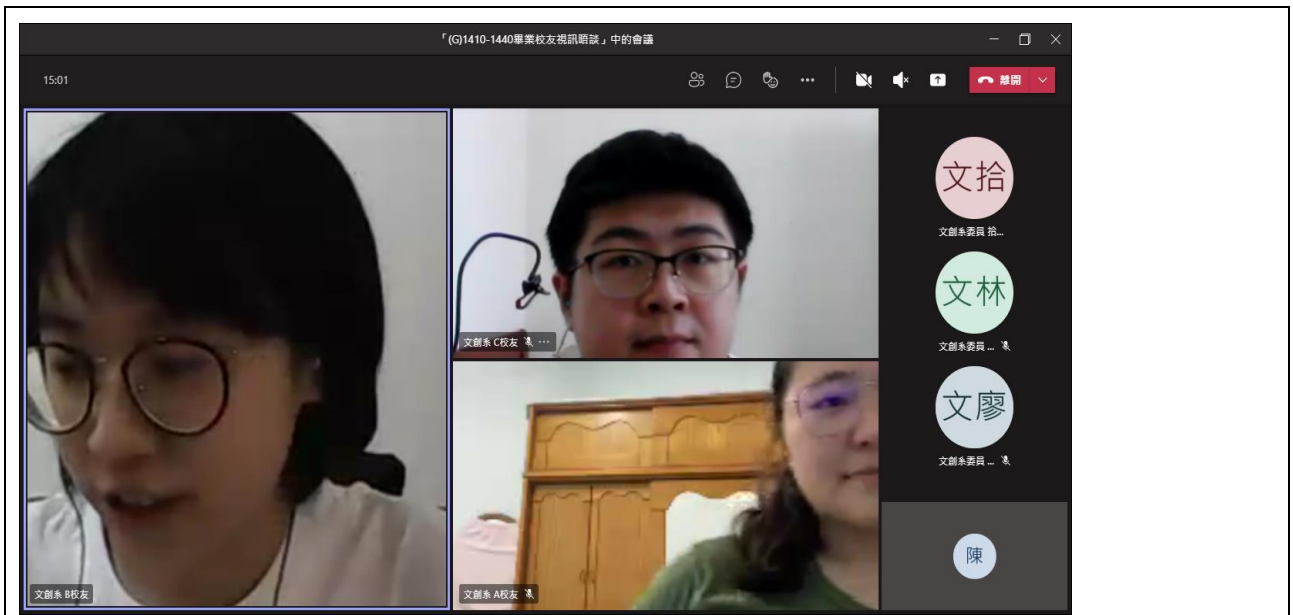 「(G)1410-1440畢業校友視訊晤談」中的會議
15:01
離開
文拾
文創系委員 拾...
文林
文創系委員 ...
文廖
文創系委員 ...
陳
文創系 C校友
文創系 B校友
文創系 A校友